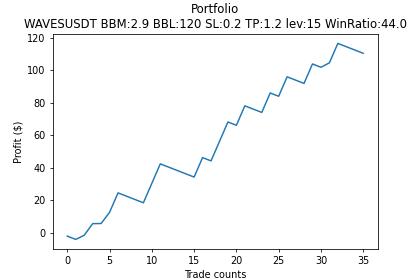 Portfolio
WAVESUSDT BBM:2.9 BBL:120 SL:0.2 TP:1.2 lev:15 WinRatio:44.0
120
100
80
60
40
20
0
Profit ($)
0 5 10 15 20 25 30 35
Trade counts